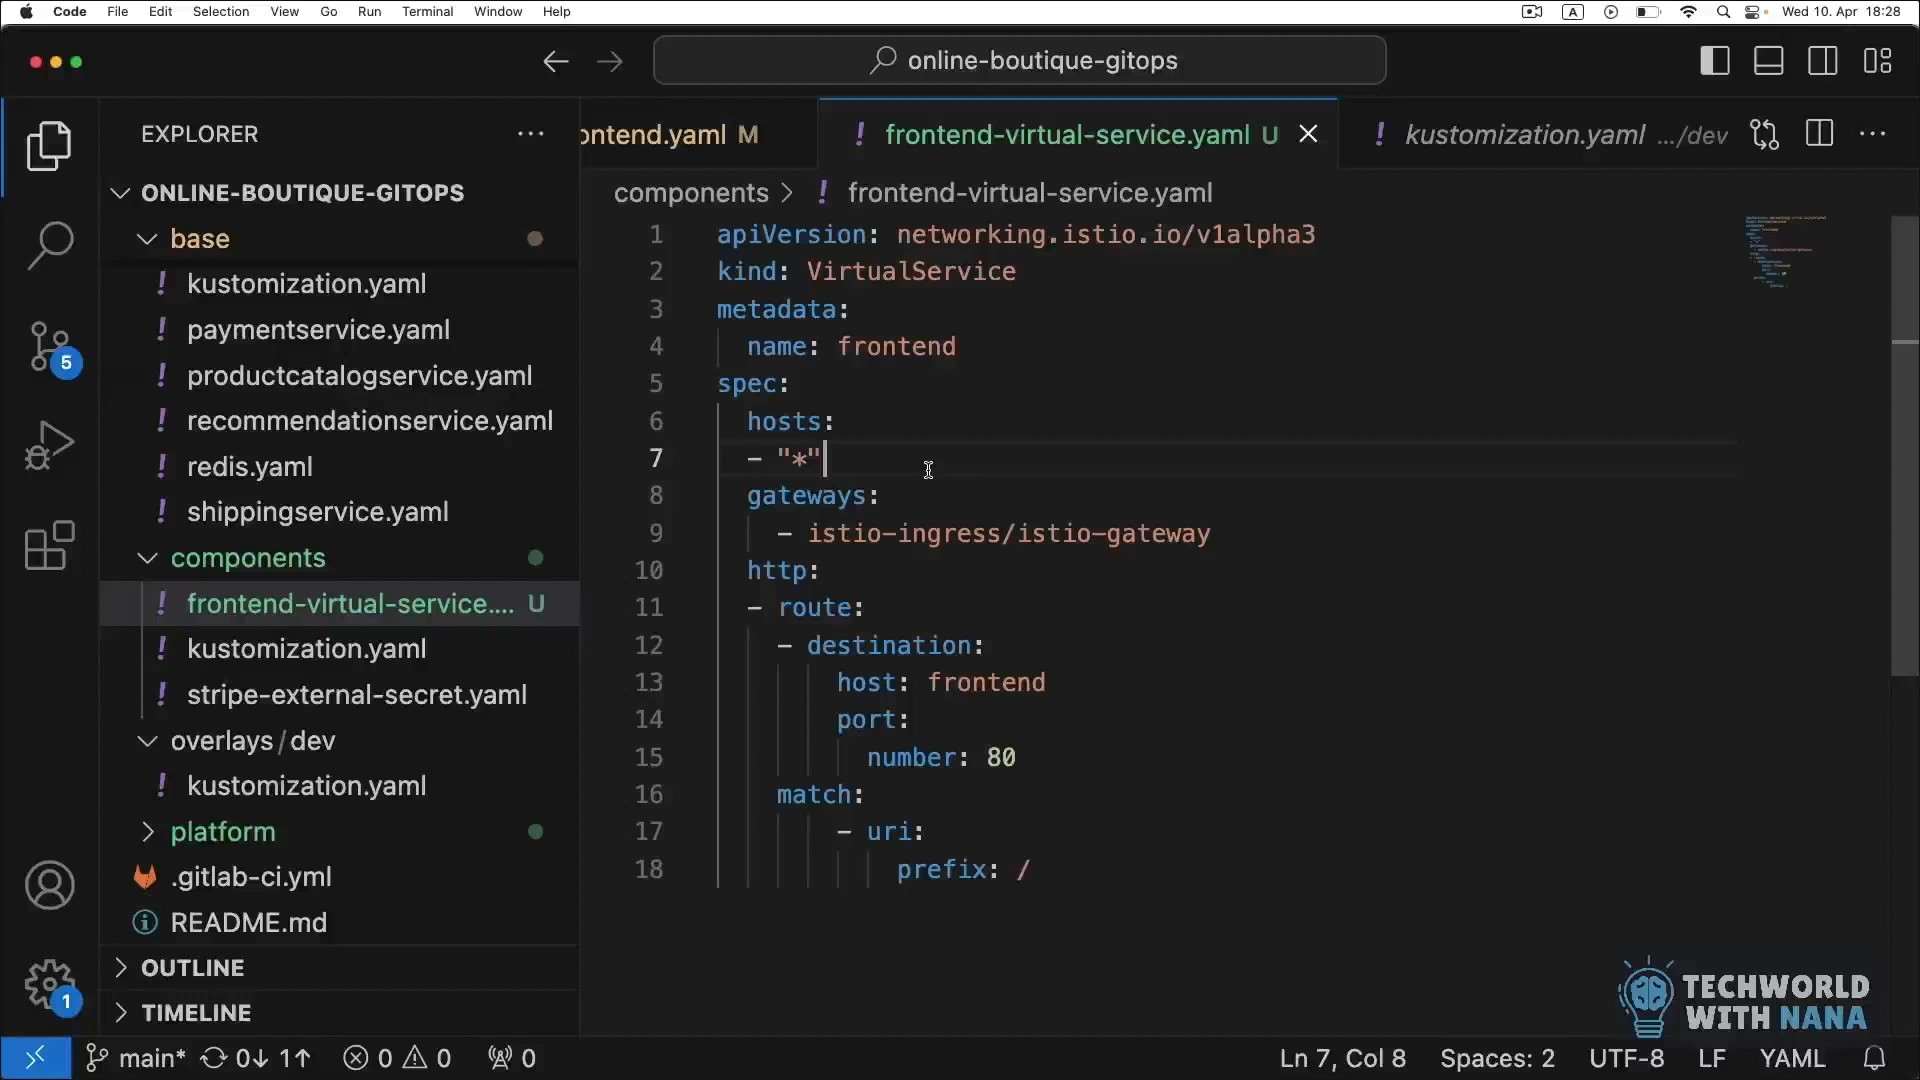 Code File Edit Selection View Go Run Terminal Window Help
A
Wed 10. Apr 18:28
online-boutique-gitops
EXPLORER
ontend.yaml M
! frontend-virtual-service.yaml U
! kustomization.yaml .../dev
ONLINE-BOUTIQUE-GITOPS
base
! kustomization.yaml
! paymentservice.yaml
! productcatalogservice.yaml
! recommendationservice.yaml
! redis.yaml
! shippingservice.yaml
components
! frontend-virtual-service.... U
! kustomization.yaml
! stripe-external-secret.yaml
overlays/dev
! kustomization.yaml
platform
.gitlab-ci.yml
README.md
OUTLINE
TIMELINE
5
1
components > ! frontend-virtual-service.yaml
1 apiVersion: networking.istio.io/v1alpha3
2 kind: VirtualService
3 metadata:
4 name: frontend
5 spec:
6 hosts:
7 - "*"
8 gateways:
9 - istio-ingress/istio-gateway
10 http:
11 - route:
12 - destination:
13 host: frontend
14 port:
15 number: 80
16 match:
17 - uri:
18 prefix: /
TECHWORLD
WITH NANA
main* 0↓ 1↑ 0 0 0
Ln 7, Col 8 Spaces: 2 UTF-8 LF YAML